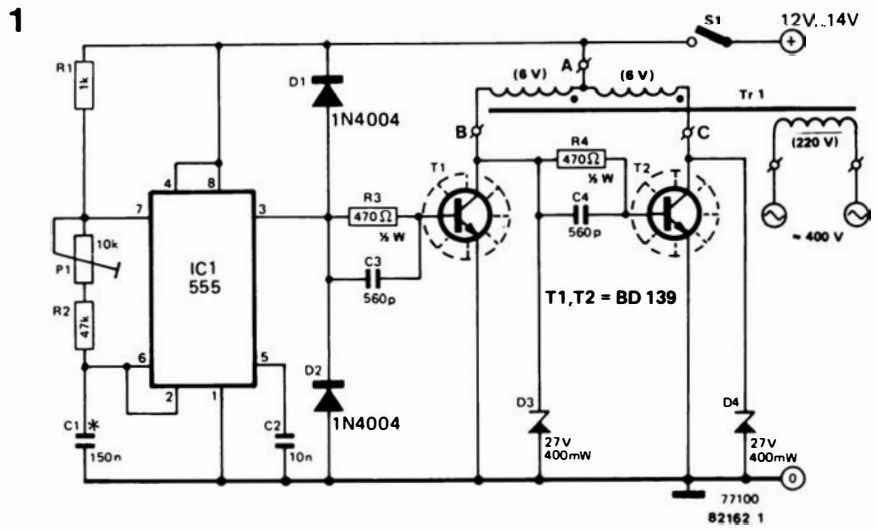 1
S1
12V...14V
+
R1
1k
D1
1N4004
A
(6 V)
(6 V)
Tr 1
B
C
(220 V)
≈ 400 V
4
8
7
3
10k
P1
IC1
555
R3
470Ω
½ W
C3
560p
T1
R4
470Ω
½ W
C4
560p
T2
T1,T2 = BD 139
R2
47k
6
5
2
1
D2
1N4004
C1 *
150n
C2
10n
D3
27V
400mW
D4
27V
400mW
0
77100
82162 1